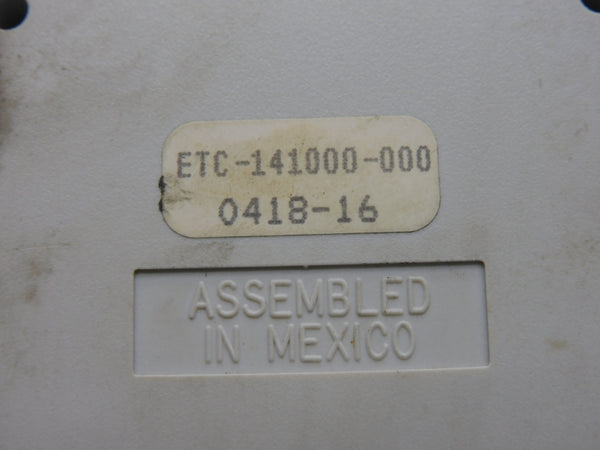 ETC-141000-000
0418-16
ASSEMBLED
IN MEXICO